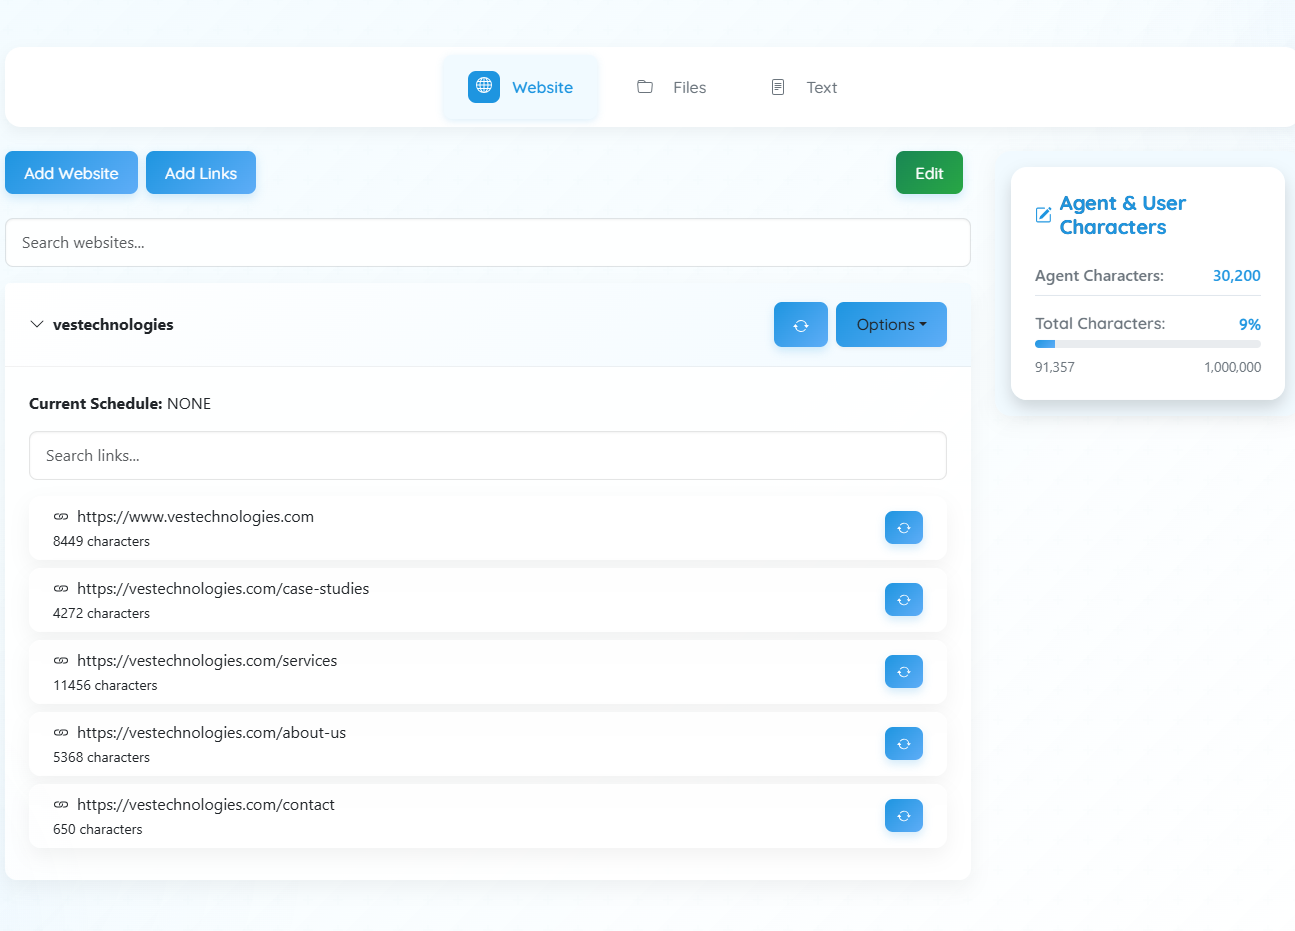 Website
Files
Text
Add Website
Add Links
Edit
Search websites...
vestechnologies
Options
Current Schedule: NONE
Search links...
https://www.vestechnologies.com
8449 characters
https://vestechnologies.com/case-studies
4272 characters
https://vestechnologies.com/services
11456 characters
https://vestechnologies.com/about-us
5368 characters
https://vestechnologies.com/contact
650 characters
Agent & User
Characters
Agent Characters: 30,200
Total Characters: 9%
91,357 1,000,000